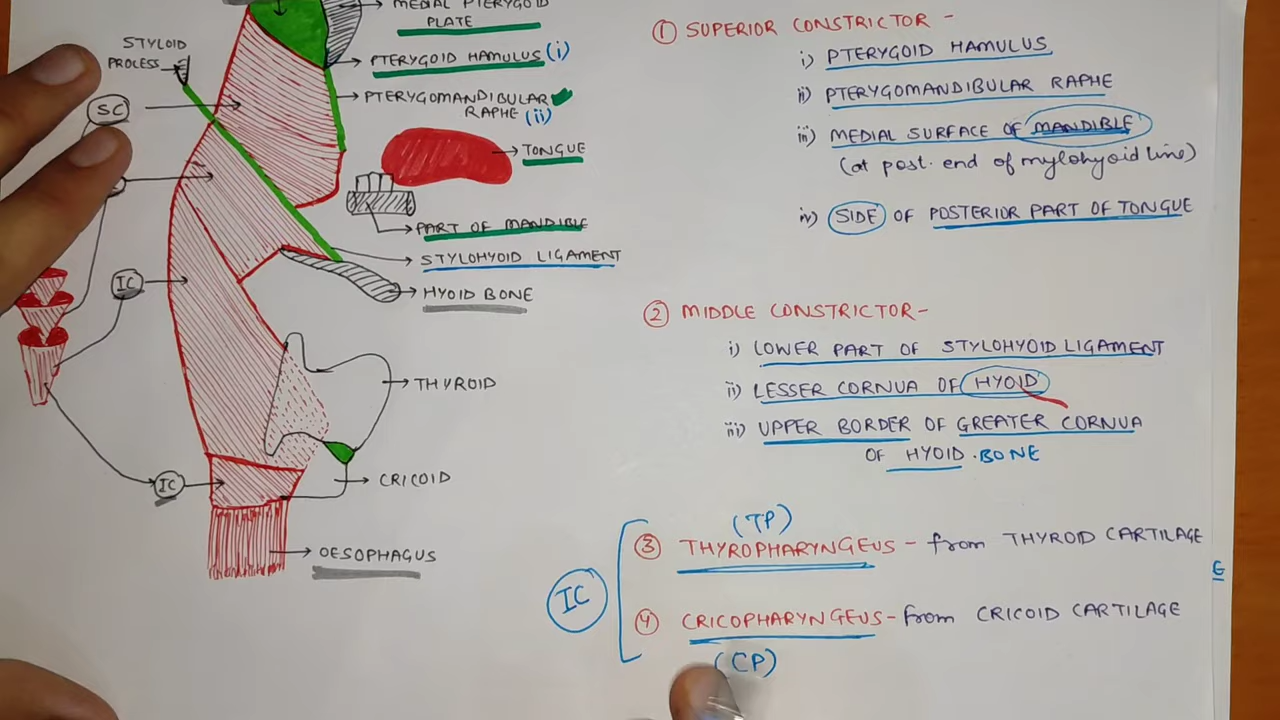 MEDIAL PTERYGOID
PLATE
STYLOID
PROCESS
PTERYGOID HAMULUS (i)
PTERYGOMANDIBULAR
RAPHE (ii)
SC
TONGUE
PART OF MANDIBLE
STYLOHYOID LIGAMENT
IC
HYOID BONE
THYROID
CRICOID
IC
OESOPHAGUS
① SUPERIOR CONSTRICTOR -
i) PTERYGOID HAMULUS
ii) PTERYGOMANDIBULAR RAPHE
iii) MEDIAL SURFACE OF MANDIBLE
(at post. end of mylohyoid line)
iv) SIDE OF POSTERIOR PART OF TONGUE
② MIDDLE CONSTRICTOR -
i) LOWER PART OF STYLOHYOID LIGAMENT
ii) LESSER CORNUA OF HYOID
iii) UPPER BORDER OF GREATER CORNUA
OF HYOID . BONE
(TP)
③ THYROPHARYNGEUS - from THYROID CARTILAGE
IC
④ CRICOPHARYNGEUS - from CRICOID CARTILAGE
(CP)